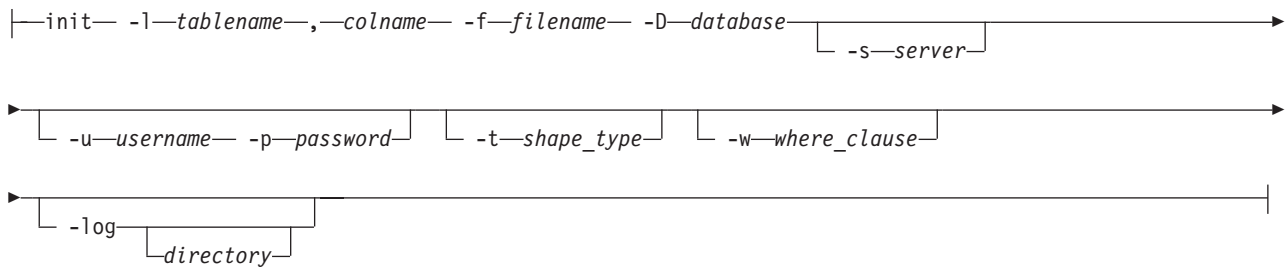 init -l tablename , colname -f filename -D database
-s server
-u username -p password -t shape_type -w where_clause
-log
directory